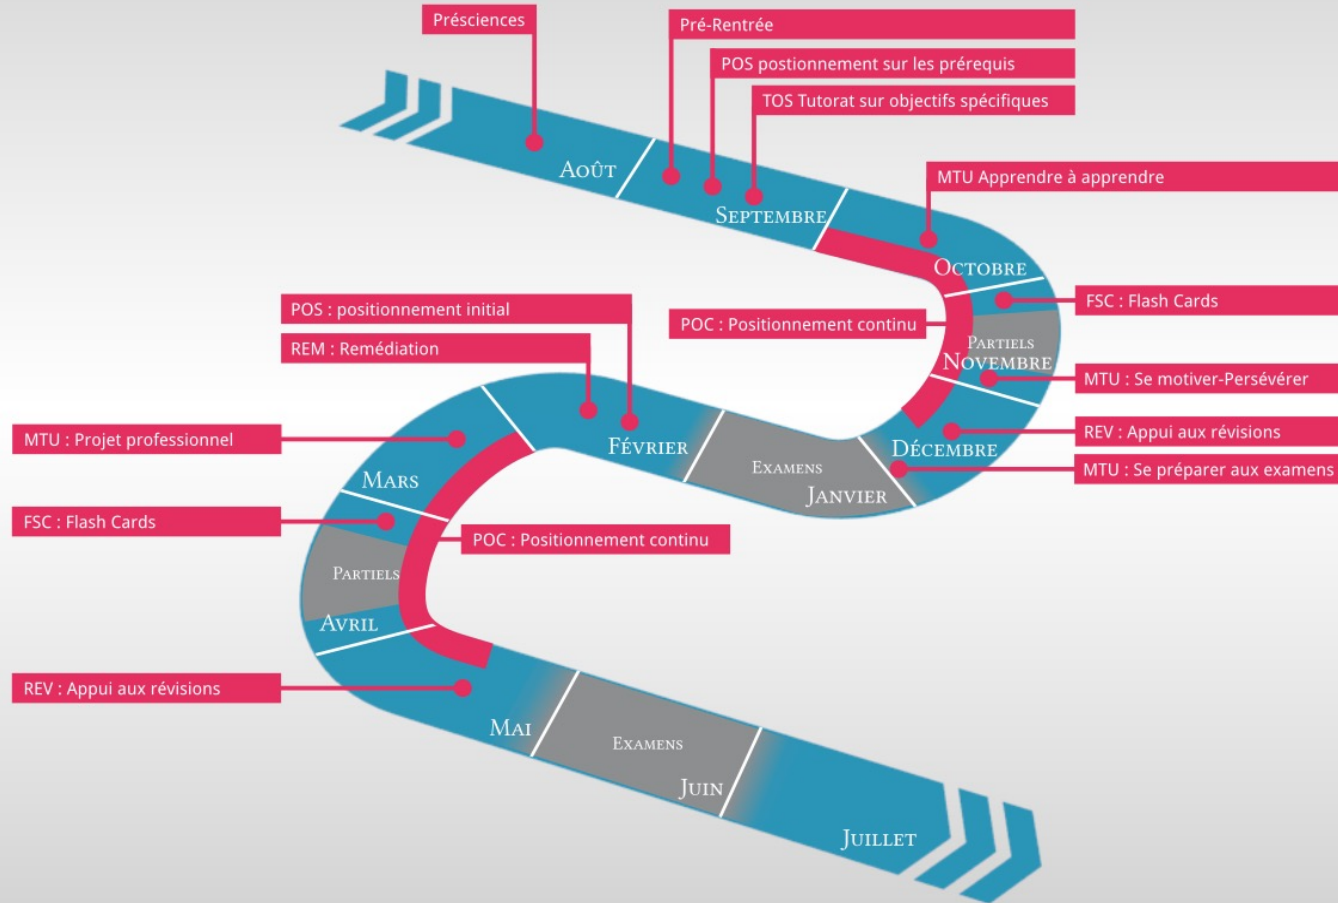 Présciences
Pré-Rentrée
POS postionnement sur les prérequis
TOS Tutorat sur objectifs spécifiques
Août
Septembre
MTU Apprendre à apprendre
Octobre
FSC : Flash Cards
POC : Positionnement continu
Partiels
Novembre
MTU : Se motiver-Persévérer
Décembre
REV : Appui aux révisions
MTU : Se préparer aux examens
Examens
Janvier
POS : positionnement initial
REM : Remédiation
Février
MTU : Projet professionnel
Mars
FSC : Flash Cards
POC : Positionnement continu
Partiels
Avril
REV : Appui aux révisions
Mai
Examens
Juin
Juillet